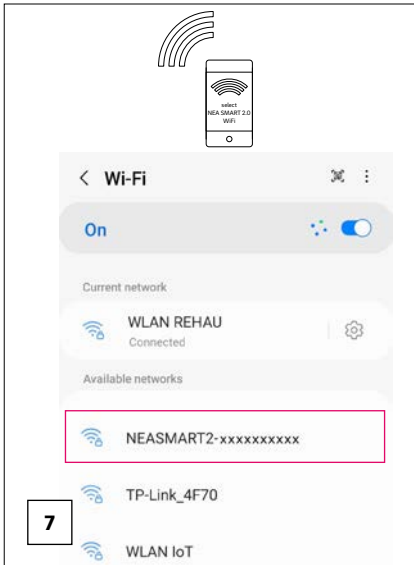 select
NEA SMART 2.0
WiFi
Wi-Fi
On
Current network
WLAN REHAU
Connected
Available networks
NEASMART2-xxxxxxxxxx
TP-Link_4F70
7
WLAN IoT